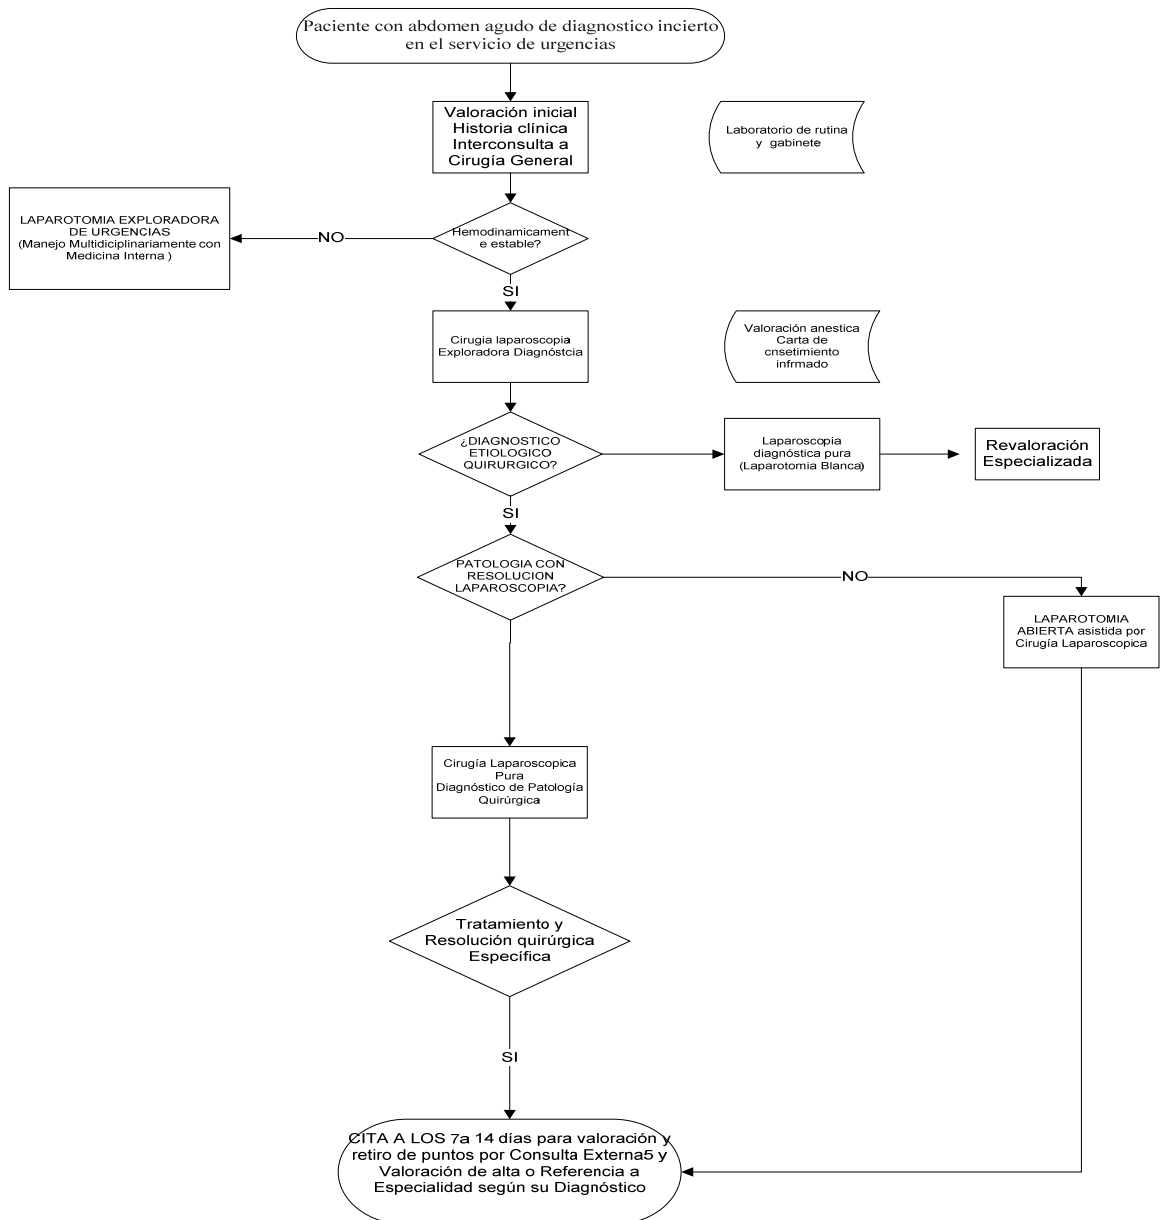 Paciente con abdomen agudo de diagnostico incierto
en el servicio de urgencias
Valoración inicial
Historia clínica
Interconsulta a
Cirugía General
Laboratorio de rutina
y gabinete
LAPAROTOMIA EXPLORADORA
DE URGENCIAS
(Manejo Multidiciplinariamente con
Medicina Interna )
NO
Hemodinamicament
e estable?
SI
Cirugia laparoscopia
Exploradora Diagnóstcia
Valoración anestica
Carta de
cnsetimiento
infrmado
¿DIAGNOSTICO
ETIOLOGICO
QUIRURGICO?
Laparoscopia
diagnóstica pura
(Laparotomia Blanca)
Revaloración
Especializada
SI
PATOLOGIA CON
RESOLUCION
LAPAROSCOPIA?
NO
LAPAROTOMIA
ABIERTA asistida por
Cirugía Laparoscopica
Cirugía Laparoscopica
Pura
Diagnóstico de Patología
Quirúrgica
Tratamiento y
Resolución quirúrgica
Específica
SI
CITA A LOS 7a 14 días para valoración y
retiro de puntos por Consulta Externa5 y
Valoración de alta o Referencia a
Especialidad según su Diagnóstico